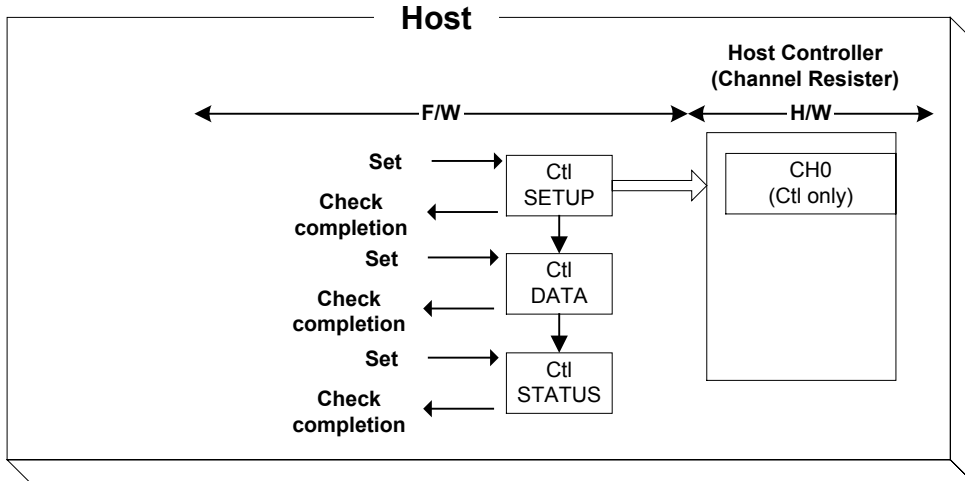 Host
Host Controller
(Channel Resister)
F/W
H/W
Set
Ctl
SETUP
CH0
(Ctl only)
Check
completion
Set
Ctl
DATA
Check
completion
Set
Ctl
STATUS
Check
completion